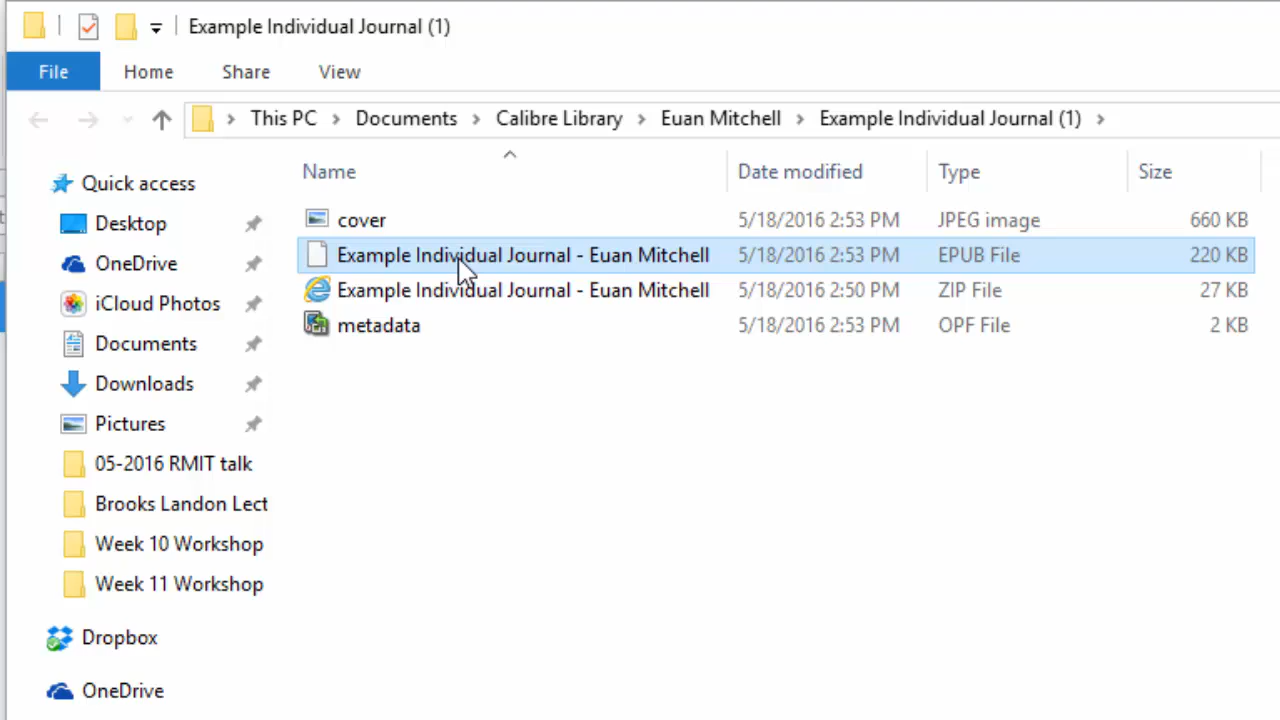 Example Individual Journal (1)
File Home Share View
This PC Documents Calibre Library Euan Mitchell Example Individual Journal (1)
Name Date modified Type Size
Quick access
Desktop
OneDrive
iCloud Photos
Documents
Downloads
Pictures
05-2016 RMIT talk
Brooks Landon Lect
Week 10 Workshop
Week 11 Workshop
Dropbox
OneDrive
cover 5/18/2016 2:53 PM JPEG image 660 KB
Example Individual Journal - Euan Mitchell 5/18/2016 2:53 PM EPUB File 220 KB
Example Individual Journal - Euan Mitchell 5/18/2016 2:50 PM ZIP File 27 KB
metadata 5/18/2016 2:53 PM OPF File 2 KB